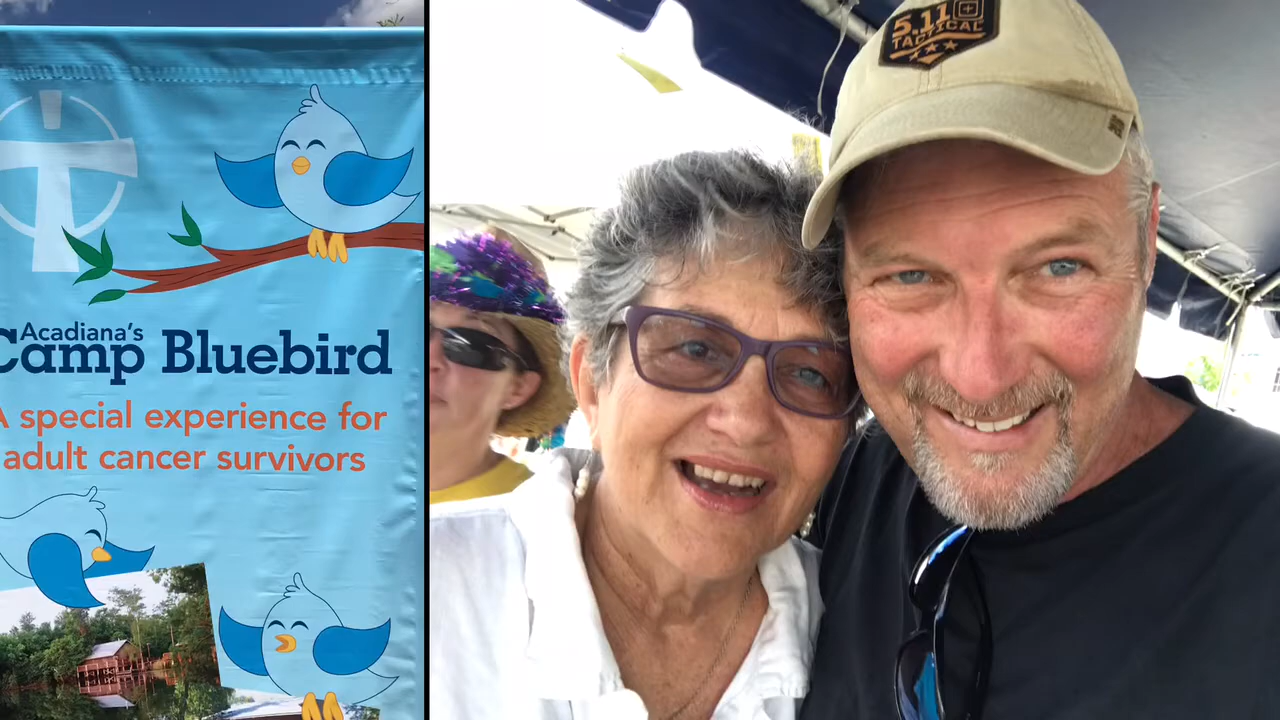 Acadiana's
Camp Bluebird
A special experience for
adult cancer survivors
5.11
TACTICAL